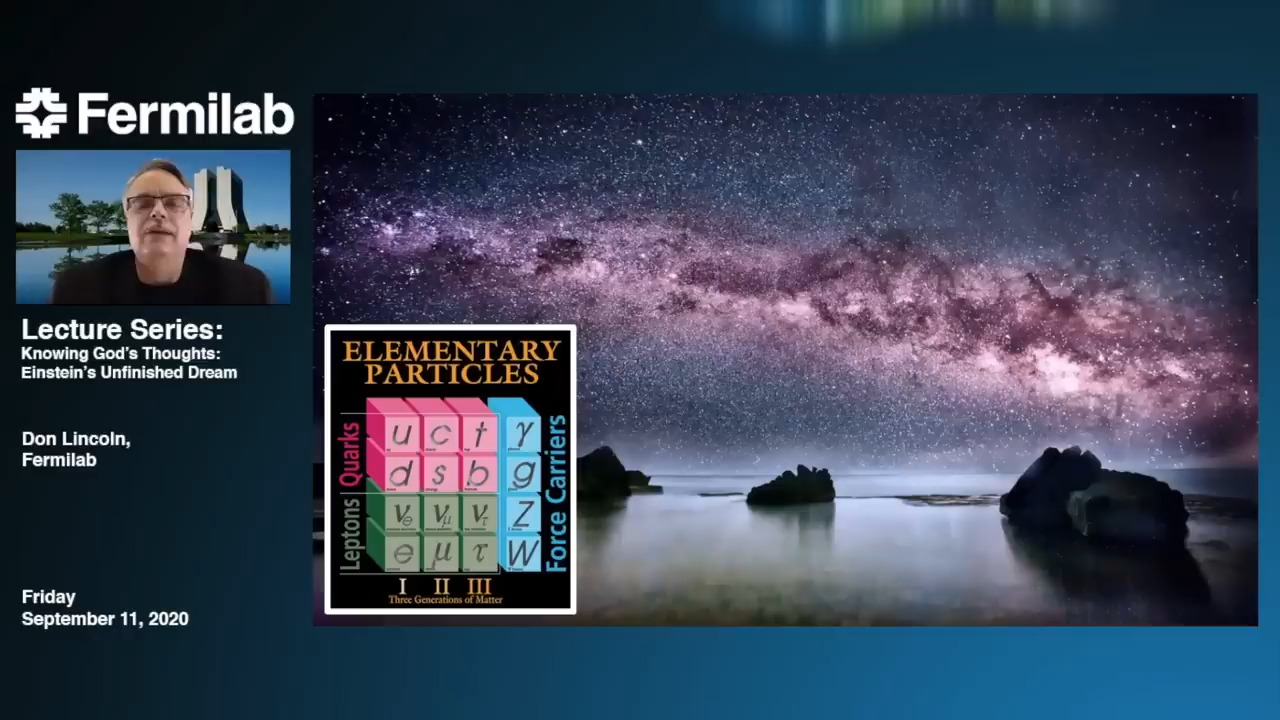 Fermilab
Lecture Series:
Knowing God's Thoughts:
Einstein's Unfinished Dream
Don Lincoln,
Fermilab
Friday
September 11, 2020
ELEMENTARY
PARTICLES
Quarks
Leptons
u c t γ
d s b g
νe νμ ντ Z
e μ τ W
Force Carriers
I II III
Three Generations of Matter